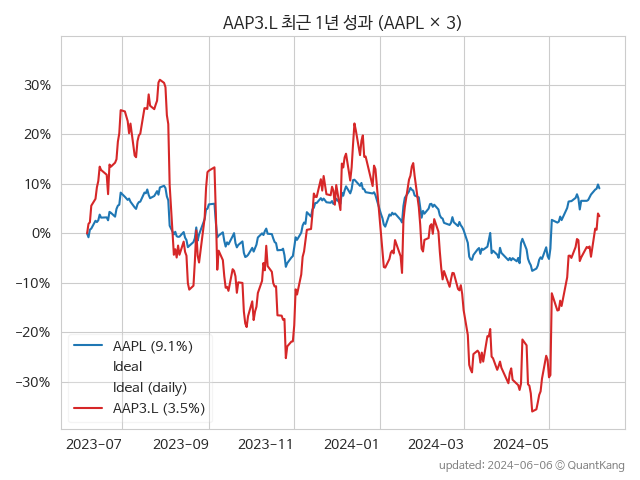 AAP3.L 최근 1년 성과 (AAPL × 3)
30%
20%
10%
0%
−10%
−20%
−30%
AAPL (9.1%)
Ideal
Ideal (daily)
AAP3.L (3.5%)
2023-07 2023-09 2023-11 2024-01 2024-03 2024-05
updated: 2024-06-06 © QuantKang